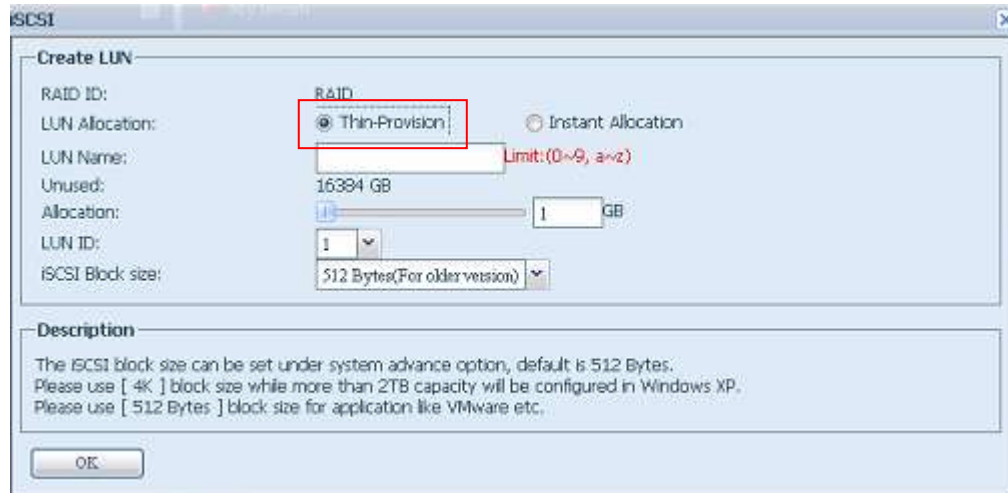 iSCSI
Create LUN
RAID ID: RAID
LUN Allocation: Thin-Provision Instant Allocation
LUN Name: Limit:(0~9, a~z)
Unused: 16384 GB
Allocation: 1 GB
LUN ID: 1
iSCSI Block size: 512 Bytes(For older version)
Description
The iSCSI block size can be set under system advance option, default is 512 Bytes.
Please use [ 4K ] block size while more than 2TB capacity will be configured in Windows XP.
Please use [ 512 Bytes ] block size for application like VMware etc.
OK